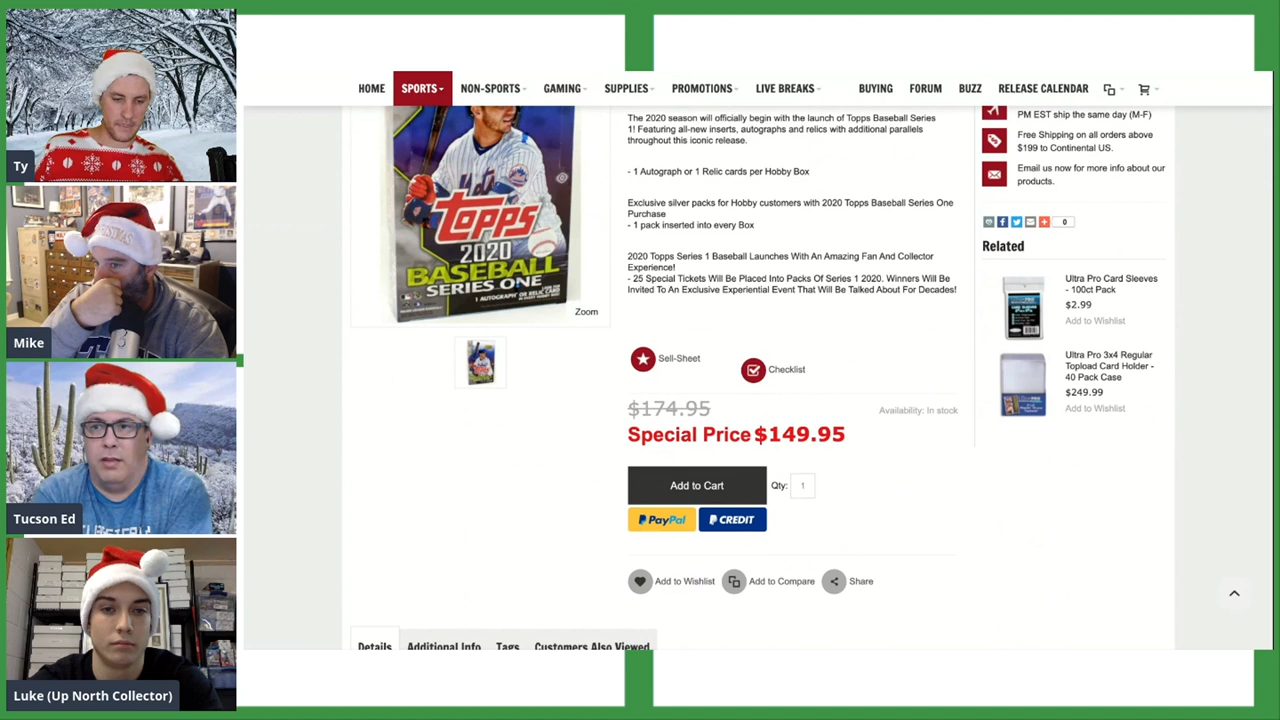 HOME
SPORTS
NON-SPORTS
GAMING
SUPPLIES
PROMOTIONS
LIVE BREAKS
BUYING
FORUM
BUZZ
RELEASE CALENDAR
Ty
Mike
Tucson Ed
Luke (Up North Collector)
CHRISTMAS
topps
2020
BASEBALL
SERIES ONE
1 AUTOGRAPH OR RELIC CARD
Mets
Zoom
The 2020 season will officially begin with the launch of Topps Baseball Series
1! Featuring all-new inserts, autographs and relics with additional parallels
throughout this iconic release.
- 1 Autograph or 1 Relic cards per Hobby Box
Exclusive silver packs for Hobby customers with 2020 Topps Baseball Series One
Purchase
- 1 pack inserted into every Box
2020 Topps Series 1 Baseball Launches With An Amazing Fan And Collector
Experience!
- 25 Special Tickets Will Be Placed Into Packs Of Series 1 2020. Winners Will Be
Invited To An Exclusive Experiential Event That Will Be Talked About For Decades!
Sell-Sheet
Checklist
$174.95
Availability: In stock
Special Price $149.95
Add to Cart
Qty:
1
PayPal
CREDIT
Add to Wishlist
Add to Compare
Share
Details
Additional Info
Tags
Customers Also Viewed
PM EST ship the same day (M-F)
Free Shipping on all orders above
$199 to Continental US.
Email us now for more info about our
products.
0
Related
Ultra Pro Card Sleeves
- 100ct Pack
$2.99
Add to Wishlist
Ultra Pro 3x4 Regular
Topload Card Holder -
40 Pack Case
$249.99
Add to Wishlist